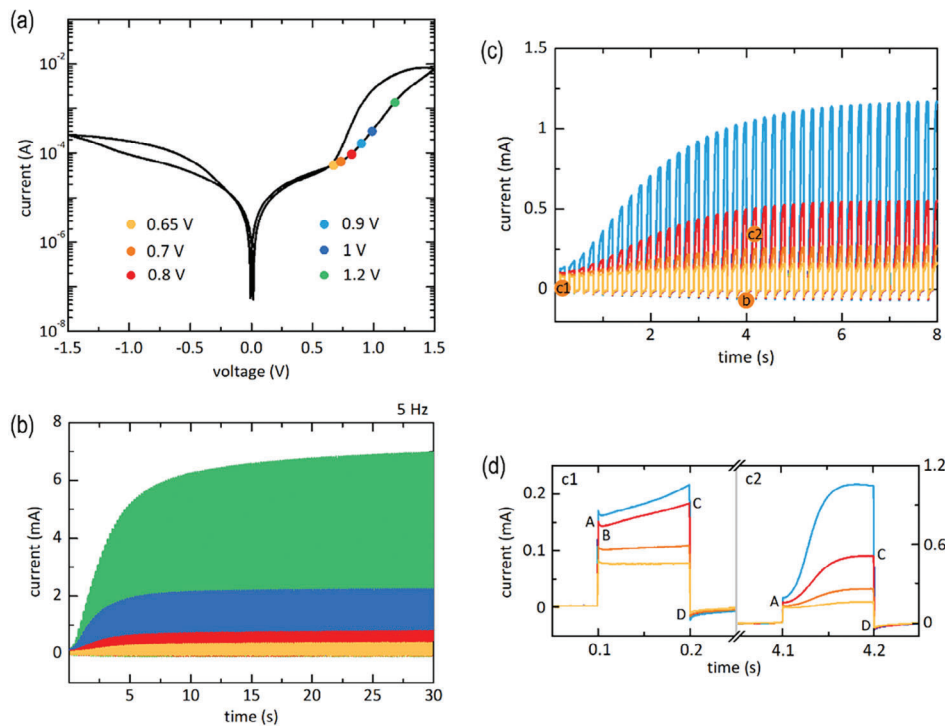 (a)
current (A)
10⁻²
10⁻⁴
10⁻⁶
10⁻⁸
0.65 V
0.7 V
0.8 V
0.9 V
1 V
1.2 V
-1.5 -1.0 -0.5 0.0 0.5 1.0 1.5
voltage (V)
(c)
current (mA)
1.5
1
0.5
0
c1
c2
b
2 4 6 8
time (s)
(b)
5 Hz
current (mA)
8
6
4
2
0
5 10 15 20 25 30
time (s)
(d)
current (mA)
c1
0.2
0.1
0
A
B
C
D
0.1 0.2
c2
A
C
D
4.1 4.2
1.2
0.6
0
time (s)